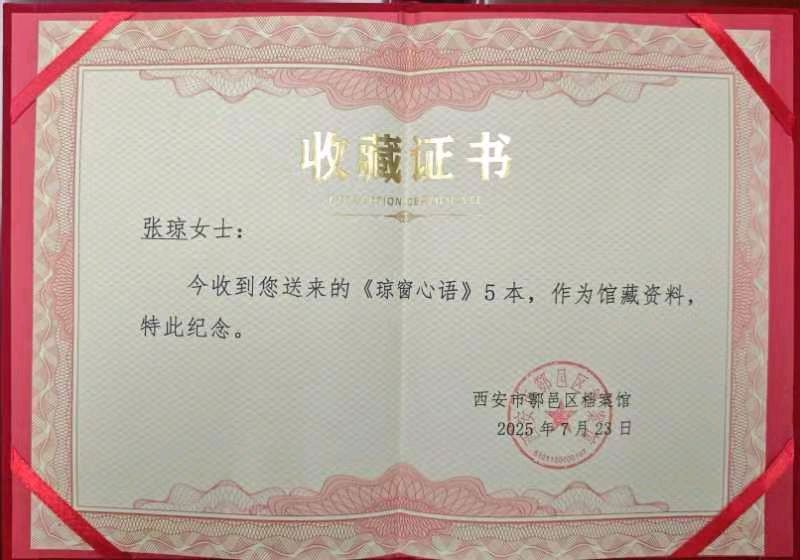 收藏证书
张琼女士：
今收到您送来的《琼窗心语》5本，作为馆藏资料，
特此纪念。
西安市鄠邑区档案馆
2025年7月23日